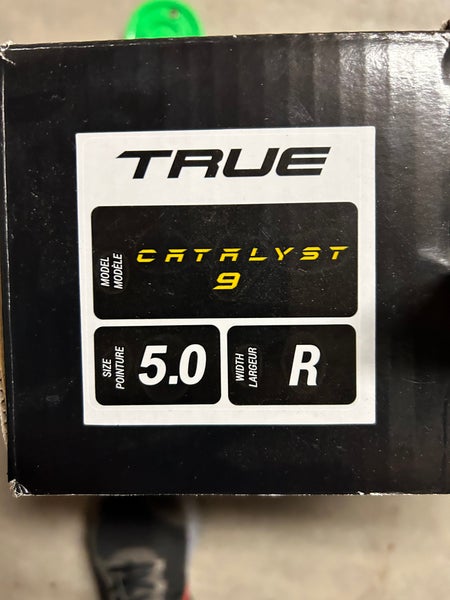 TRUE
MODEL
MODÈLE
CATALYST
9
SIZE
POINTURE
5.0
WIDTH
LARGEUR
R